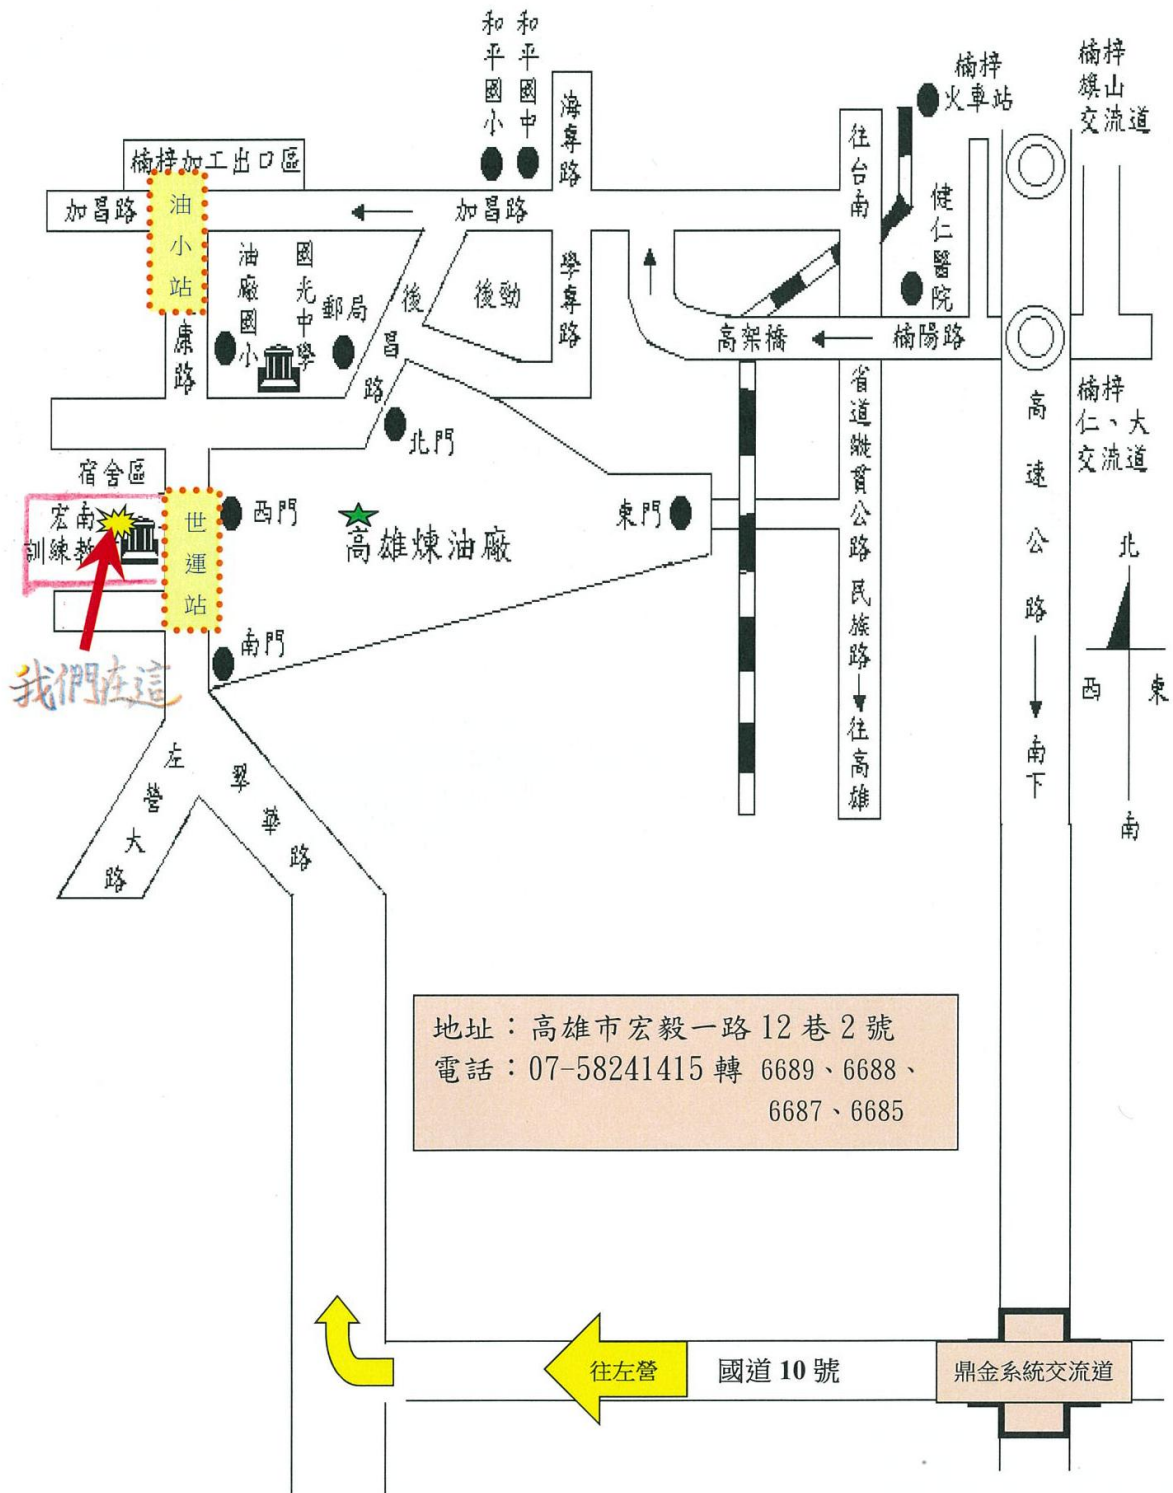 和平國小
和平國中
海專路
楠梓
火車站
楠梓
旗山
交流道
楠梓加工出口區
往台南
加昌路
油小站
加昌路
健仁醫院
油廠國小
國光中學
郵局
後昌路
後勁
學專路
康路
高架橋
楠陽路
省道縱貫公路 民族路
往高雄
高速公路
南下
楠梓
仁、大
交流道
北門
宿舍區
宏南
訓練教
世運站
西門
高雄煉油廠
東門
北
西
東
南
南門
我們在這
左營大路
翠華路
地址：高雄市宏毅一路 12 巷 2 號
電話：07-58241415 轉 6689、6688、
6687、6685
往左營
國道 10 號
鼎金系統交流道